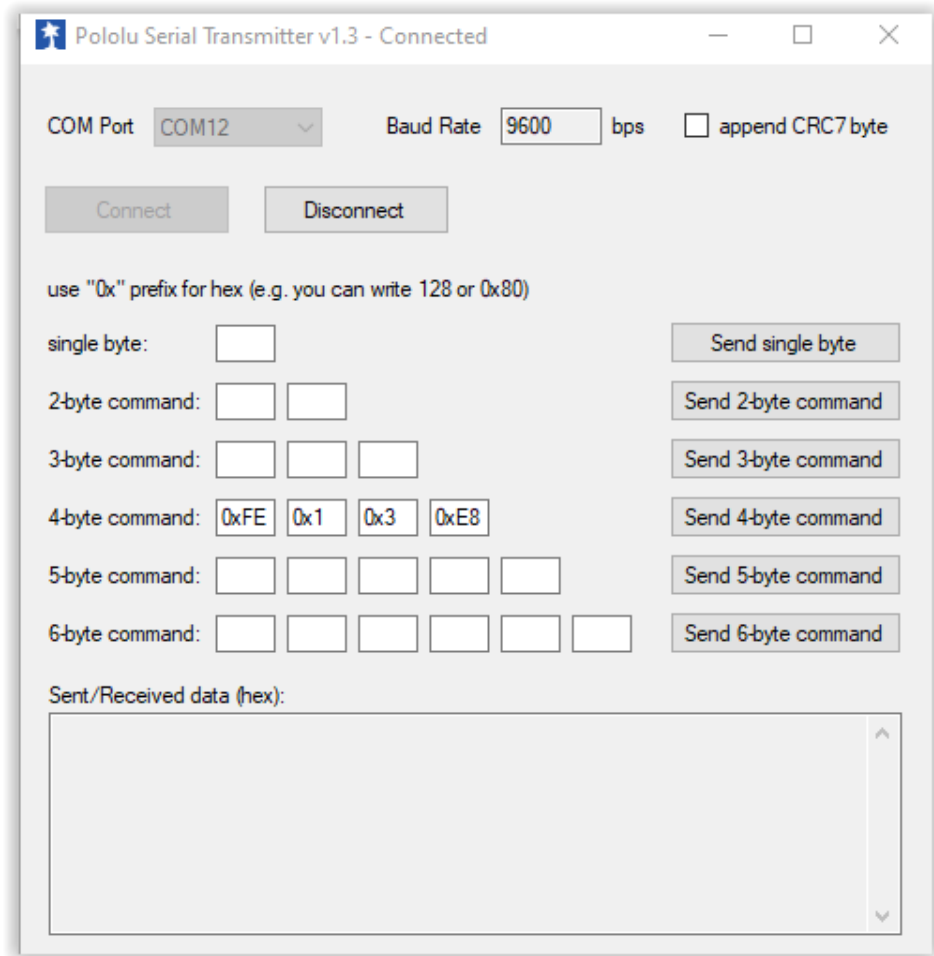 Pololu Serial Transmitter v1.3 - Connected
COM Port COM12 Baud Rate 9600 bps append CRC7 byte
Connect Disconnect
use "0x" prefix for hex (e.g. you can write 128 or 0x80)
single byte: Send single byte
2-byte command: Send 2-byte command
3-byte command: Send 3-byte command
4-byte command: 0xFE 0x1 0x3 0xE8 Send 4-byte command
5-byte command: Send 5-byte command
6-byte command: Send 6-byte command
Sent/Received data (hex):